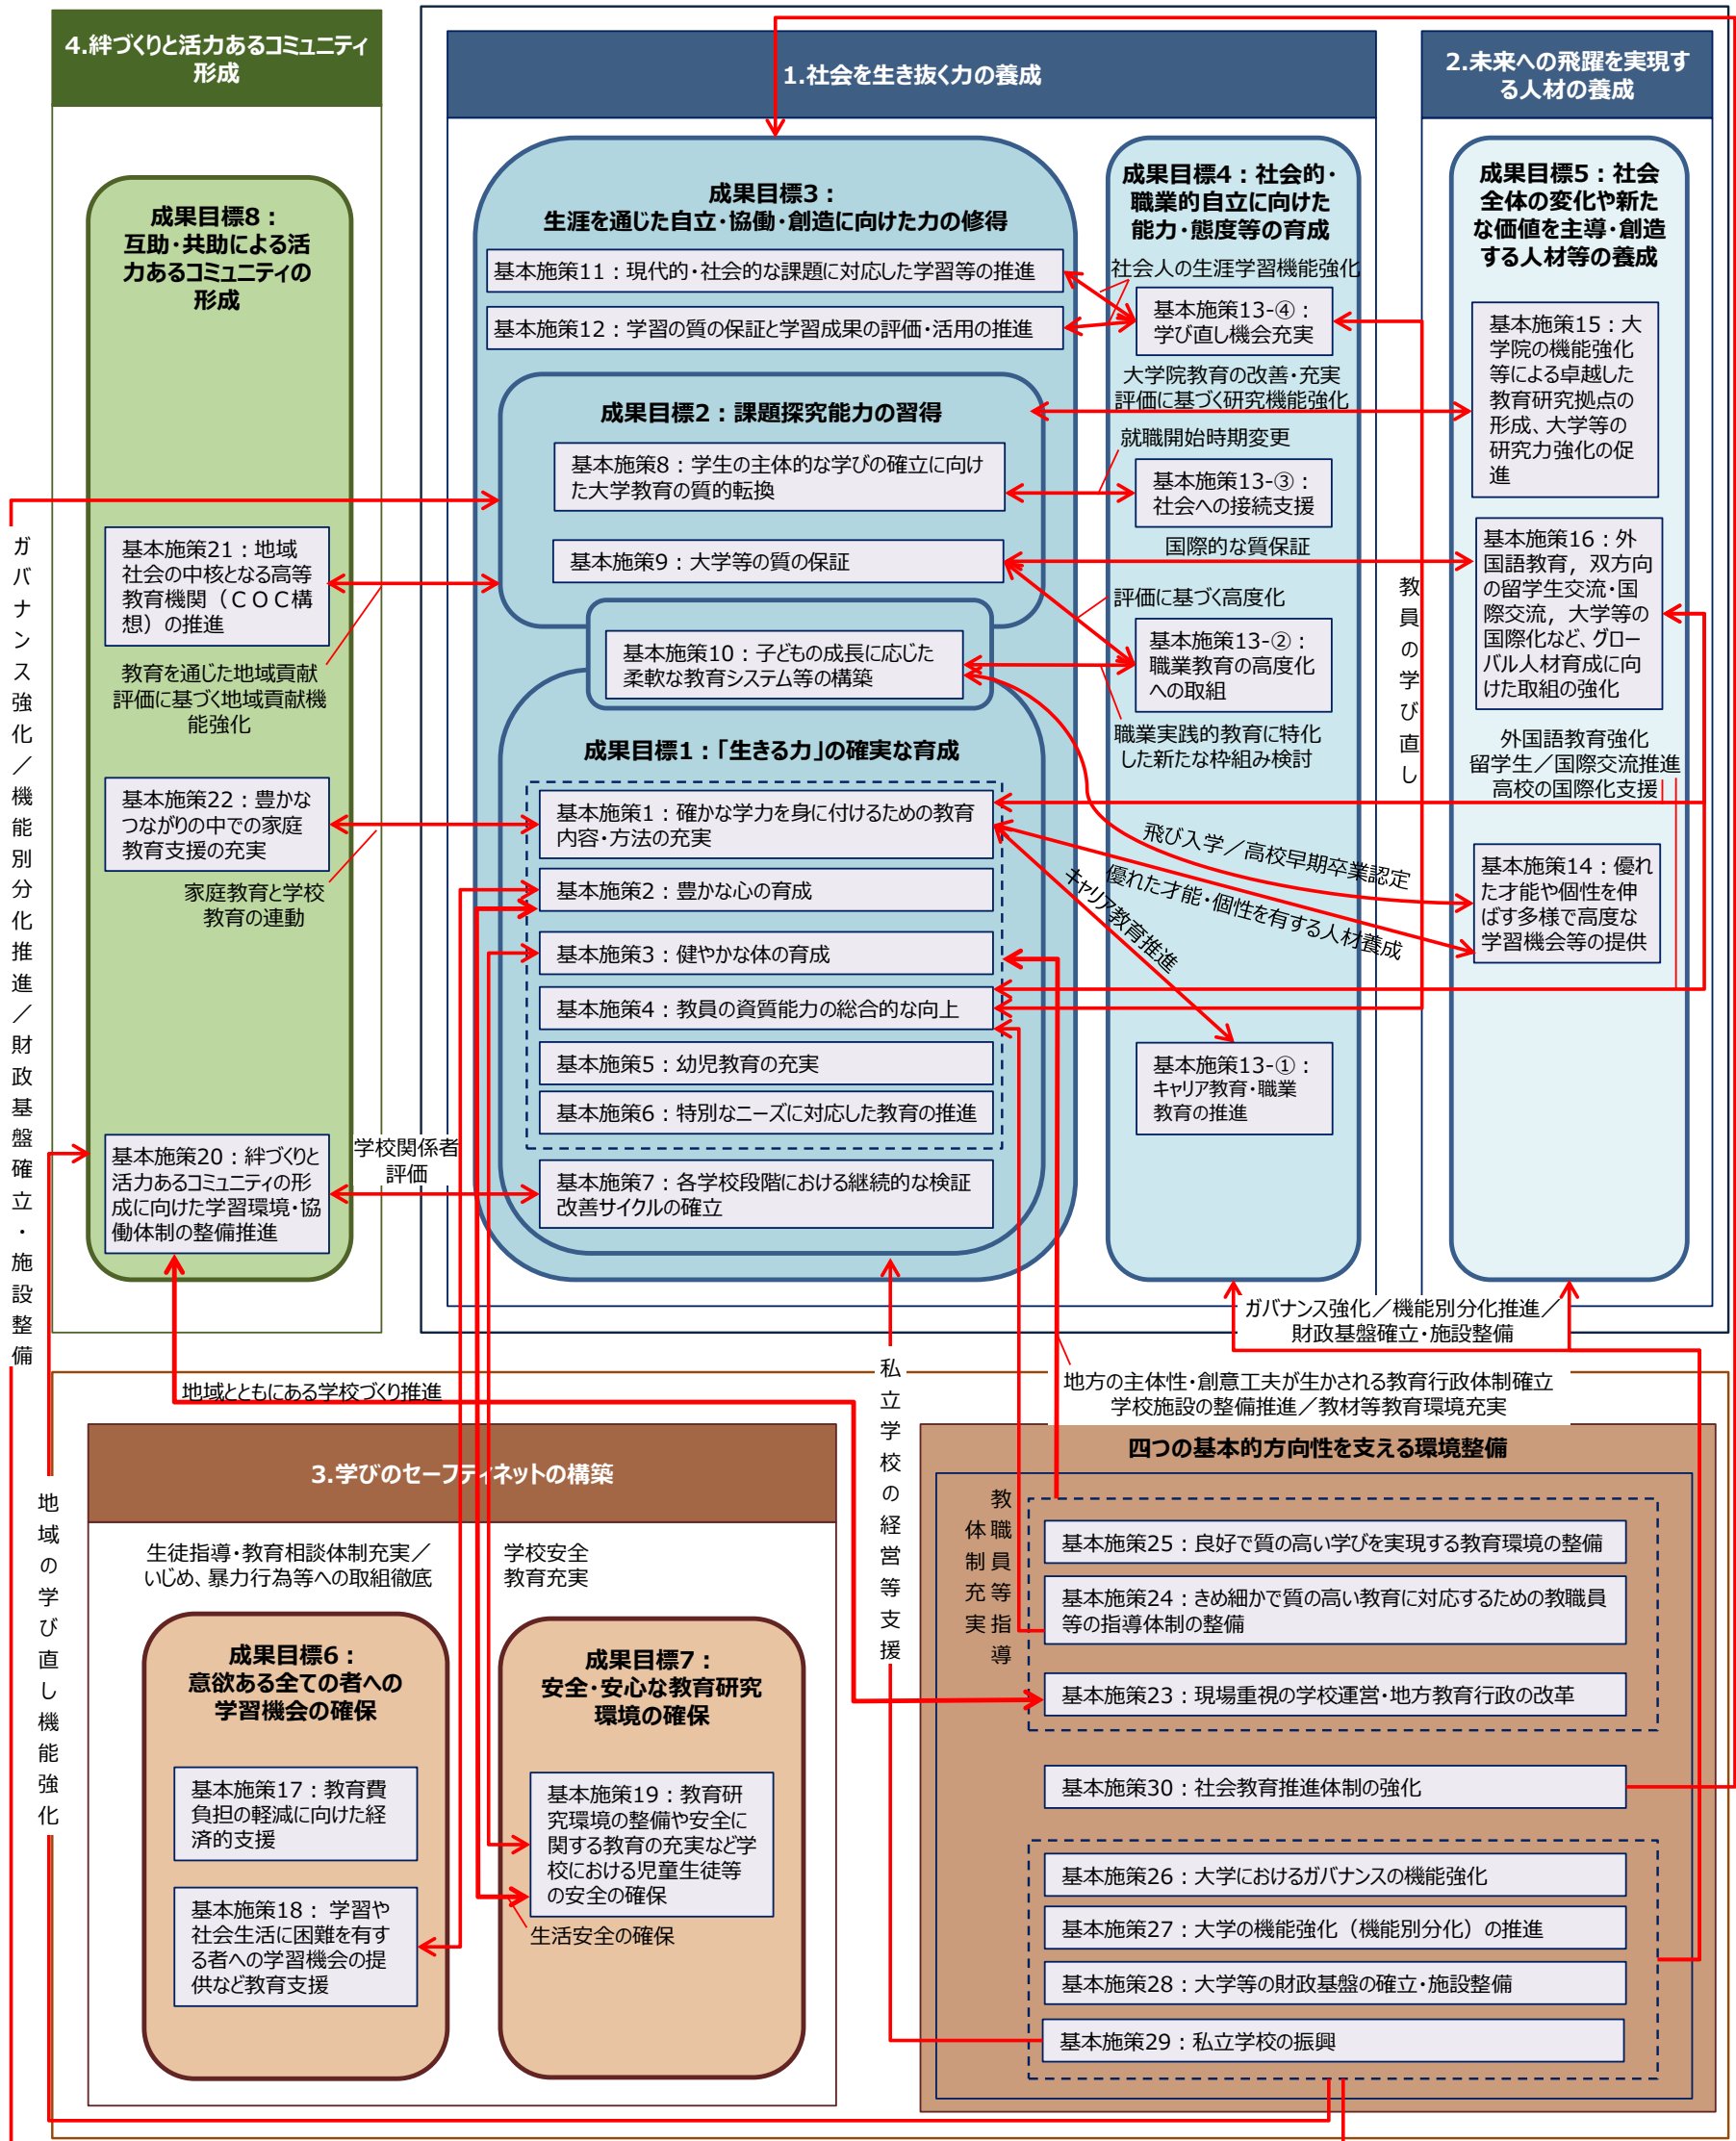 4.絆づくりと活力あるコミュニティ
形成
1.社会を生き抜く力の養成
2.未来への飛躍を実現す
る人材の養成
成果目標8：
互助・共助による活
力あるコミュニティの
形成
基本施策21：地域
社会の中核となる高等
教育機関（ＣＯＣ構
想）の推進
教育を通じた地域貢献
評価に基づく地域貢献機
能強化
基本施策22：豊かな
つながりの中での家庭
教育支援の充実
家庭教育と学校
教育の連動
基本施策20：絆づくりと
活力あるコミュニティの形
成に向けた学習環境・協
働体制の整備推進
学校関係者
評価
成果目標3：
生涯を通じた自立・協働・創造に向けた力の修得
基本施策11：現代的・社会的な課題に対応した学習等の推進
基本施策12：学習の質の保証と学習成果の評価・活用の推進
成果目標2：課題探究能力の習得
基本施策8：学生の主体的な学びの確立に向け
た大学教育の質的転換
基本施策9：大学等の質の保証
基本施策10：子どもの成長に応じた
柔軟な教育システム等の構築
成果目標1：「生きる力」の確実な育成
基本施策1：確かな学力を身に付けるための教育
内容・方法の充実
基本施策2：豊かな心の育成
基本施策3：健やかな体の育成
基本施策4：教員の資質能力の総合的な向上
基本施策5：幼児教育の充実
基本施策6：特別なニーズに対応した教育の推進
基本施策7：各学校段階における継続的な検証
改善サイクルの確立
成果目標4：社会的・
職業的自立に向けた
能力・態度等の育成
社会人の生涯学習機能強化
基本施策13-④：
学び直し機会充実
大学院教育の改善・充実
評価に基づく研究機能強化
就職開始時期変更
基本施策13-③：
社会への接続支援
国際的な質保証
評価に基づく高度化
基本施策13-②：
職業教育の高度化
への取組
職業実践的教育に特化
した新たな枠組み検討
飛び入学／高校早期卒業認定
優れた才能・個性を有する人材養成
キャリア教育推進
基本施策13-①：
キャリア教育・職業
教育の推進
教員の学び直し
成果目標5：社会
全体の変化や新た
な価値を主導・創造
する人材等の養成
基本施策15：大
学院の機能強化
等による卓越した
教育研究拠点の
形成、大学等の
研究力強化の促
進
基本施策16：外
国語教育，双方向
の留学生交流・国
際交流，大学等の
国際化など、グロー
バル人材育成に向
けた取組の強化
外国語教育強化
留学生／国際交流推進
高校の国際化支援
基本施策14：優れ
た才能や個性を伸
ばす多様で高度な
学習機会等の提供
ガバナンス強化／機能別分化推進／財政基盤確立・施設整備
ガバナンス強化／機能別分化推進／
財政基盤確立・施設整備
地域の学び直し機能強化
地域とともにある学校づくり推進
私立学校の経営等支援
地方の主体性・創意工夫が生かされる教育行政体制確立
学校施設の整備推進／教材等教育環境充実
3.学びのセーフティネットの構築
生徒指導・教育相談体制充実／
いじめ、暴力行為等への取組徹底
学校安全
教育充実
成果目標6：
意欲ある全ての者への
学習機会の確保
基本施策17：教育費
負担の軽減に向けた経
済的支援
基本施策18： 学習や
社会生活に困難を有す
る者への学習機会の提
供など教育支援
成果目標7：
安全・安心な教育研究
環境の確保
基本施策19：教育研
究環境の整備や安全に
関する教育の充実など学
校における児童生徒等
の安全の確保
生活安全の確保
四つの基本的方向性を支える環境整備
教職員等指導
体制充実
基本施策25：良好で質の高い学びを実現する教育環境の整備
基本施策24：きめ細かで質の高い教育に対応するための教職員
等の指導体制の整備
基本施策23：現場重視の学校運営・地方教育行政の改革
基本施策30：社会教育推進体制の強化
基本施策26：大学におけるガバナンスの機能強化
基本施策27：大学の機能強化（機能別分化）の推進
基本施策28：大学等の財政基盤の確立・施設整備
基本施策29：私立学校の振興